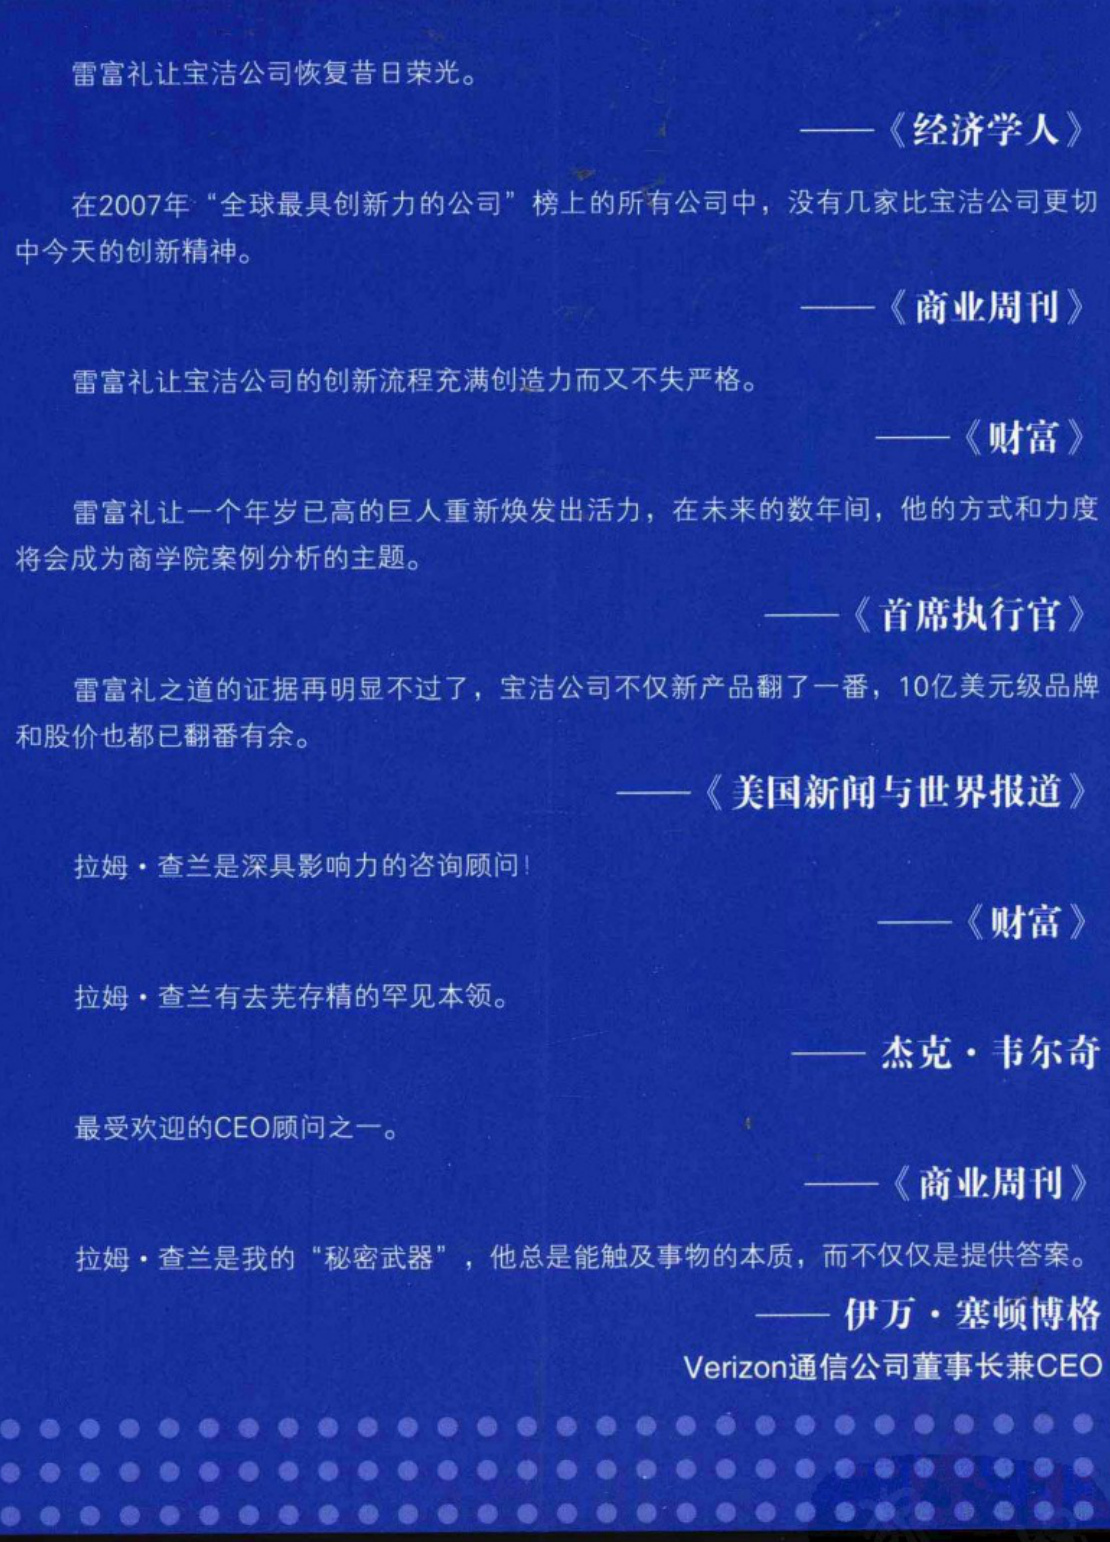 雷富礼让宝洁公司恢复昔日荣光。
——《经济学人》
在2007年“全球最具创新力的公司”榜上的所有公司中，没有几家比宝洁公司更切
中今天的创新精神。
——《商业周刊》
雷富礼让宝洁公司的创新流程充满创造力而又不失严格。
——《财富》
雷富礼让一个年岁已高的巨人重新焕发出活力，在未来的数年间，他的方式和力度
将会成为商学院案例分析的主题。
——《首席执行官》
雷富礼之道的证据再明显不过了，宝洁公司不仅新产品翻了一番，10亿美元级品牌
和股价也都已翻番有余。
——《美国新闻与世界报道》
拉姆·查兰是深具影响力的咨询顾问！
——《财富》
拉姆·查兰有去芜存精的罕见本领。
—— 杰克·韦尔奇
最受欢迎的CEO顾问之一。
——《商业周刊》
拉姆·查兰是我的“秘密武器”，他总是能触及事物的本质，而不仅仅是提供答案。
—— 伊万·塞顿博格
Verizon通信公司董事长兼CEO